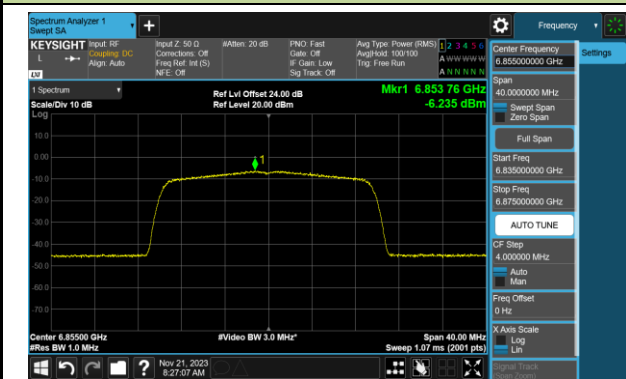 Spectrum Analyzer 1
Swept SA
+
Frequency
KEYSIGHT
Input: RF
Input Z: 50 Ω
#Atten: 20 dB
PNO: Fast
Avg Type: Power (RMS)
1 2 3 4 5 6
L
Coupling: DC
Corrections: Off
Gate: Off
Avg|Hold: 100/100
A W W W W W
Align: Auto
Freq Ref: Int (S)
IF Gain: Low
Trig: Free Run
LXI
NFE: Off
Sig Track: Off
A N N N N N
Center Frequency
6.855000000 GHz
Settings
Span
40.0000000 MHz
Swept Span
Zero Span
Full Span
Start Freq
6.835000000 GHz
Stop Freq
6.875000000 GHz
AUTO TUNE
CF Step
4.000000 MHz
Auto
Man
Freq Offset
0 Hz
X Axis Scale
Log
Lin
Signal Track
(Span Zoom)
1 Spectrum
Ref Lvl Offset 24.00 dB
Mkr1 6.853 76 GHz
Scale/Div 10 dB
Ref Level 20.00 dBm
-6.235 dBm
Log
10.0
0.00
1
-10.0
-20.0
-30.0
-40.0
-50.0
-60.0
-70.0
Center 6.85500 GHz
#Video BW 3.0 MHz*
Span 40.00 MHz
#Res BW 1.0 MHz
Sweep 1.07 ms (2001 pts)
?
Nov 21, 2023
8:27:07 AM